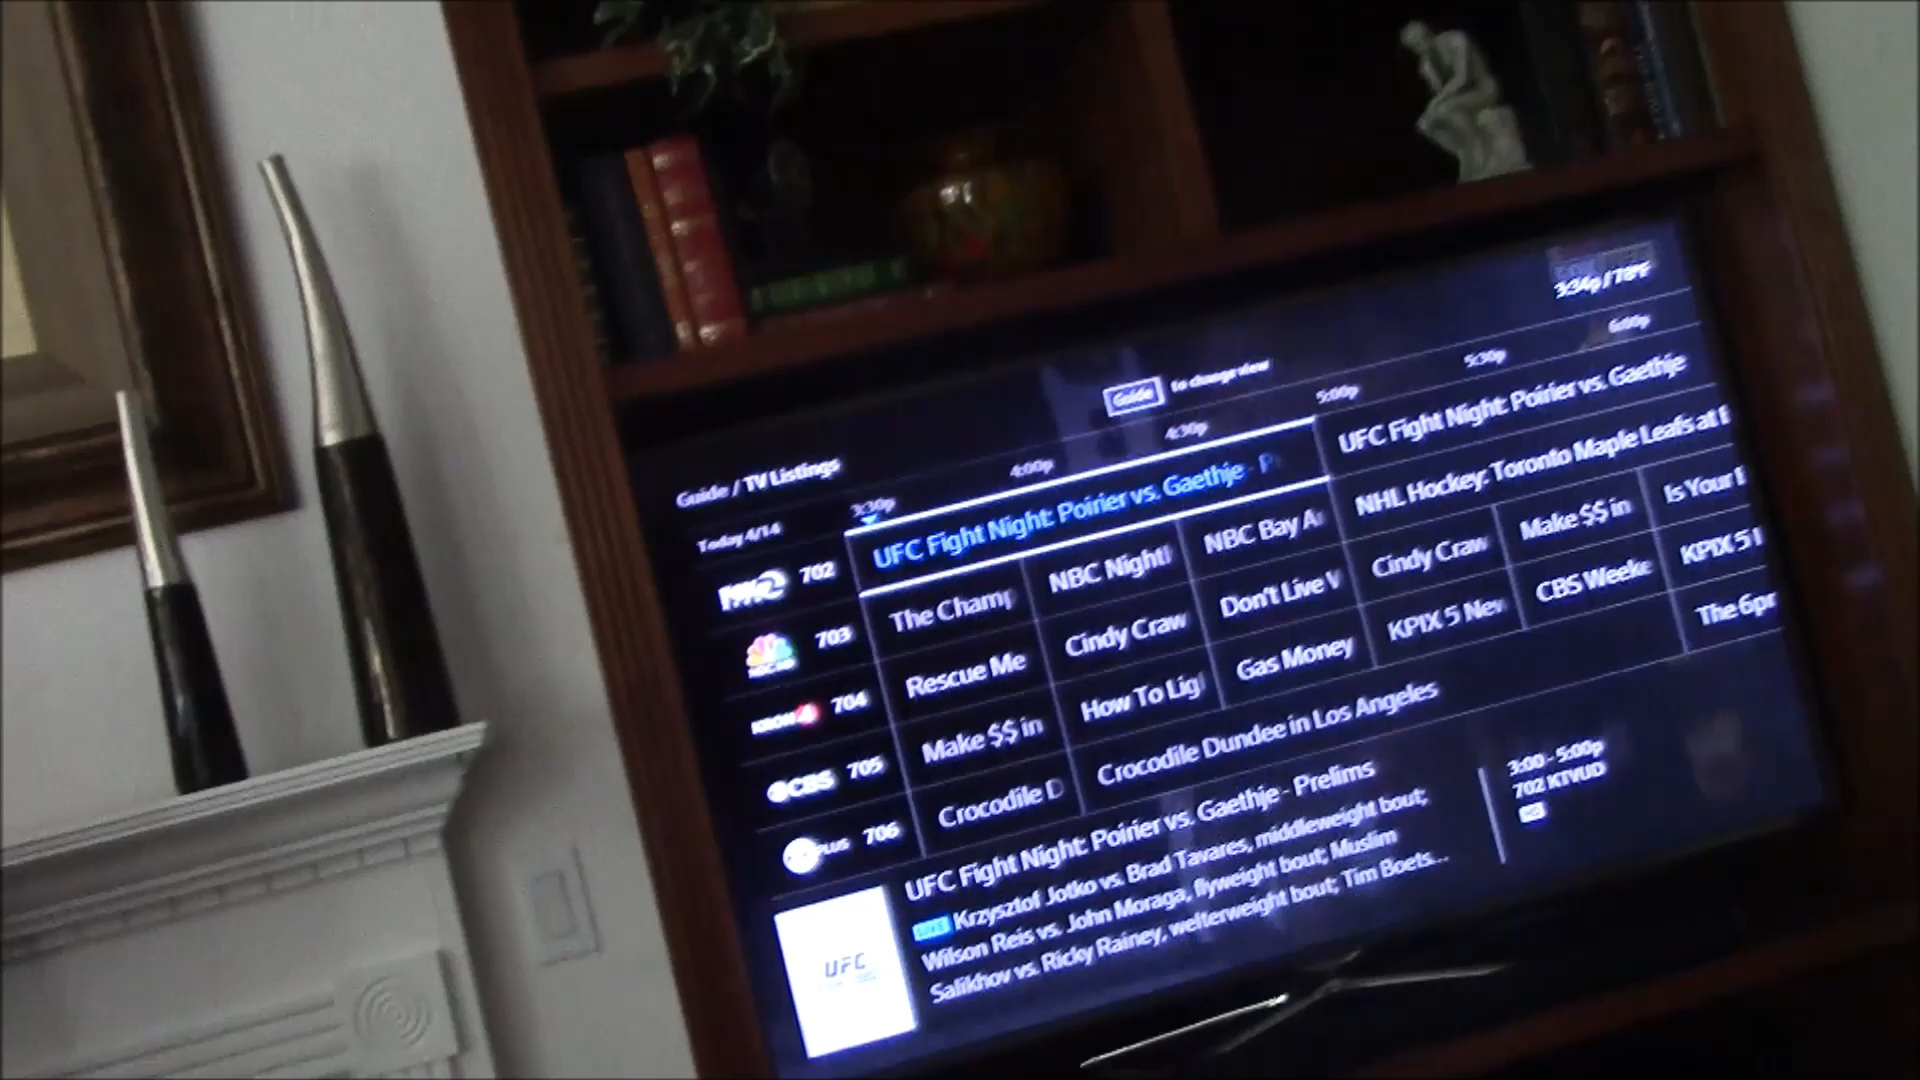 3:34p / 78°F
Guide to change view
Guide / TV Listings
Today 4/14 3:30p 4:00p 4:30p 5:00p 5:30p 6:00p
702 UFC Fight Night: Poirier vs. Gaethje - P UFC Fight Night: Poirier vs. Gaethje
703 The Champ NBC Nightl NBC Bay A NHL Hockey: Toronto Maple Leafs at
KRON 4 704 Rescue Me Cindy Craw Don't Live Cindy Craw Make $$ in Is Your
CBS 705 Make $$ in How To Lig Gas Money KPIX 5 New CBS Weeke KPIX 5
PLUS 706 Crocodile D Crocodile Dundee in Los Angeles The 6pr
UFC Fight Night: Poirier vs. Gaethje - Prelims
LIVE Krzysztof Jotko vs. Brad Tavares, middleweight bout;
Wilson Reis vs. John Moraga, flyweight bout; Muslim
Salikhov vs. Ricky Rainey, welterweight bout; Tim Boets...
3:00 - 5:00p
702 KTVUD
UFC